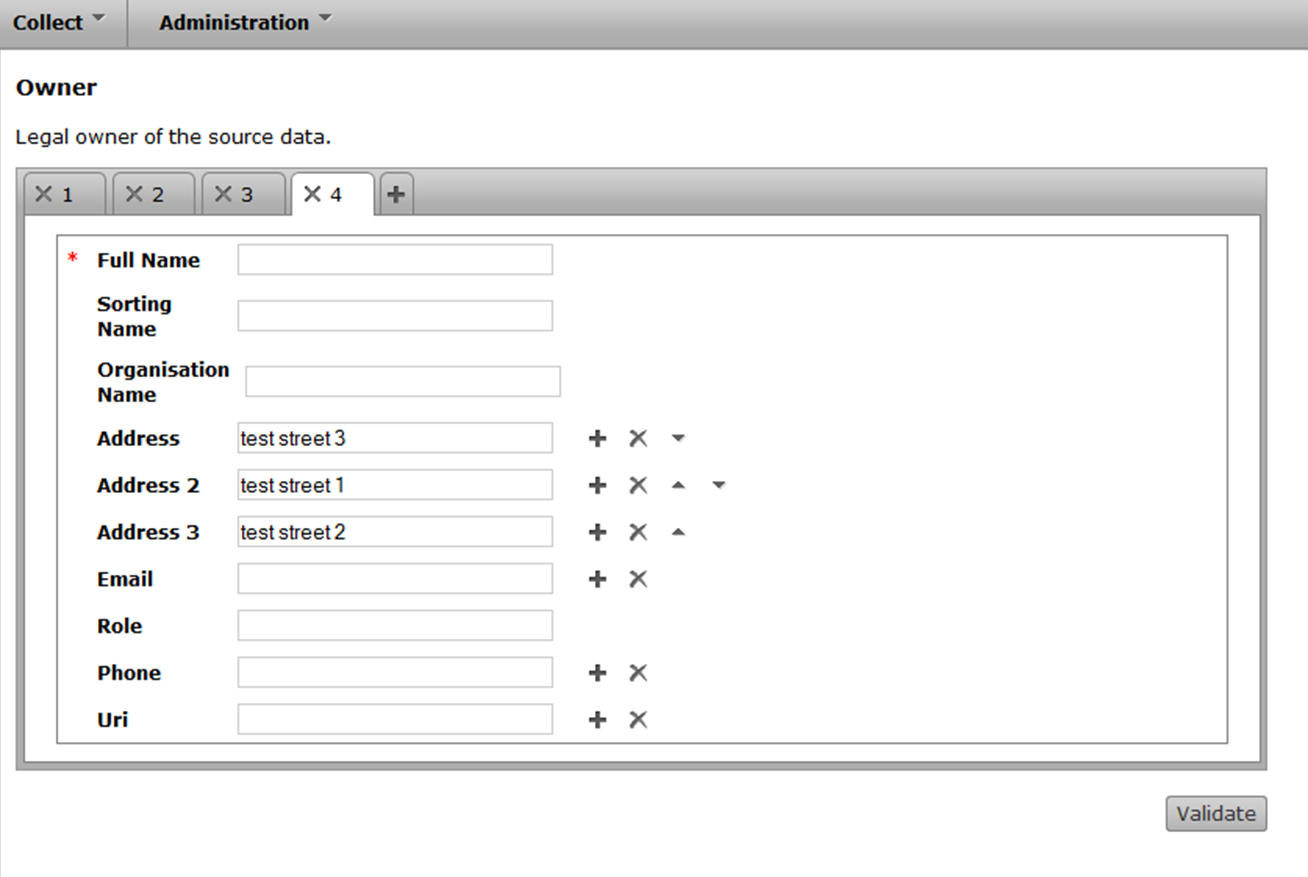 Collect Administration
Owner
Legal owner of the source data.
1 2 3 4
* Full Name
Sorting
Name
Organisation
Name
Address test street 3
Address 2 test street 1
Address 3 test street 2
Email
Role
Phone
Uri
Validate